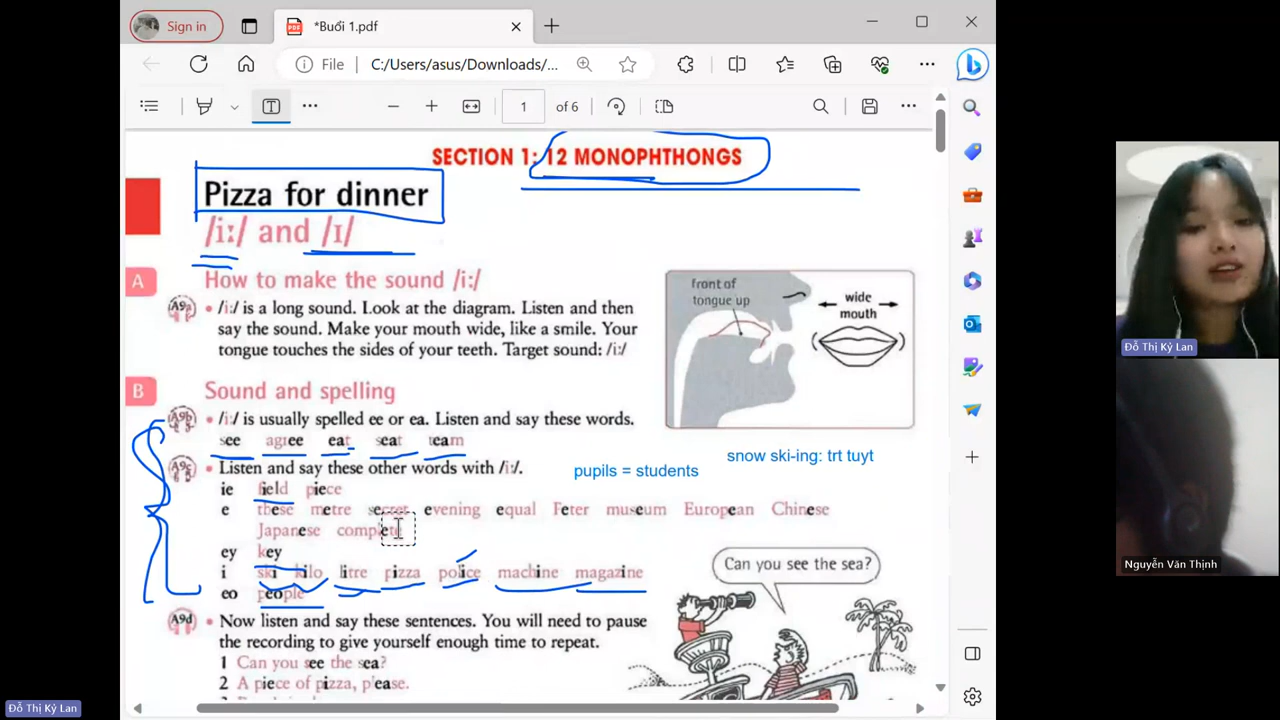 Sign in
*Buổi 1.pdf
File
C:/Users/asus/Downloads/...
1 of 6
SECTION 1: 12 MONOPHTHONGS
Pizza for dinner
/iː/ and /ɪ/
A How to make the sound /iː/
A9a • /iː/ is a long sound. Look at the diagram. Listen and then
say the sound. Make your mouth wide, like a smile. Your
tongue touches the sides of your teeth. Target sound: /iː/
front of
tongue up
wide
mouth
B Sound and spelling
A9b • /iː/ is usually spelled ee or ea. Listen and say these words.
see agree eat seat team
A9c • Listen and say these other words with /iː/.
pupils = students
snow ski-ing: trt tuyt
ie field piece
e these metre secret evening equal Peter museum European Chinese
Japanese complete
ey key
i ski kilo litre pizza police machine magazine
eo people
Can you see the sea?
A9d • Now listen and say these sentences. You will need to pause
the recording to give yourself enough time to repeat.
1 Can you see the sea?
2 A piece of pizza, please.
Đỗ Thị Ký Lan
Nguyễn Văn Thịnh
Đỗ Thị Ký Lan